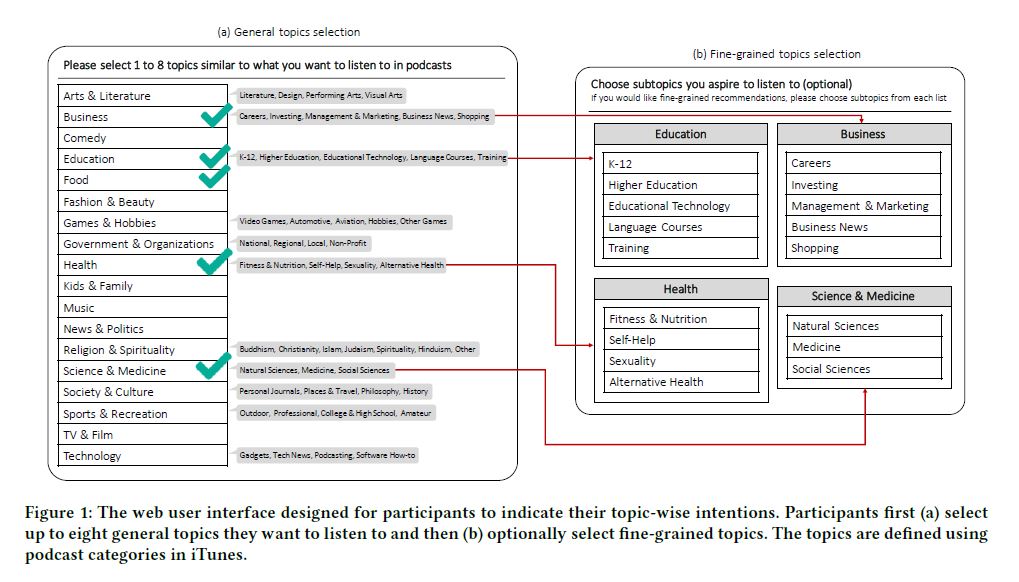 (a) General topics selection
Please select 1 to 8 topics similar to what you want to listen to in podcasts
Arts & Literature
Literature, Design, Performing Arts, Visual Arts
Business
Careers, Investing, Management & Marketing, Business News, Shopping
Comedy
Education
K-12, Higher Education, Educational Technology, Language Courses, Training
Food
Fashion & Beauty
Games & Hobbies
Video Games, Automotive, Aviation, Hobbies, Other Games
Government & Organizations
National, Regional, Local, Non-Profit
Health
Fitness & Nutrition, Self-Help, Sexuality, Alternative Health
Kids & Family
Music
News & Politics
Religion & Spirituality
Buddhism, Christianity, Islam, Judaism, Spirituality, Hinduism, Other
Science & Medicine
Natural Sciences, Medicine, Social Sciences
Society & Culture
Personal Journals, Places & Travel, Philosophy, History
Sports & Recreation
Outdoor, Professional, College & High School, Amateur
TV & Film
Technology
Gadgets, Tech News, Podcasting, Software How-to
(b) Fine-grained topics selection
Choose subtopics you aspire to listen to (optional)
If you would like fine-grained recommendations, please choose subtopics from each list
Education
K-12
Higher Education
Educational Technology
Language Courses
Training
Business
Careers
Investing
Management & Marketing
Business News
Shopping
Health
Fitness & Nutrition
Self-Help
Sexuality
Alternative Health
Science & Medicine
Natural Sciences
Medicine
Social Sciences
Figure 1: The web user interface designed for participants to indicate their topic-wise intentions. Participants first (a) select
up to eight general topics they want to listen to and then (b) optionally select fine-grained topics. The topics are defined using
podcast categories in iTunes.